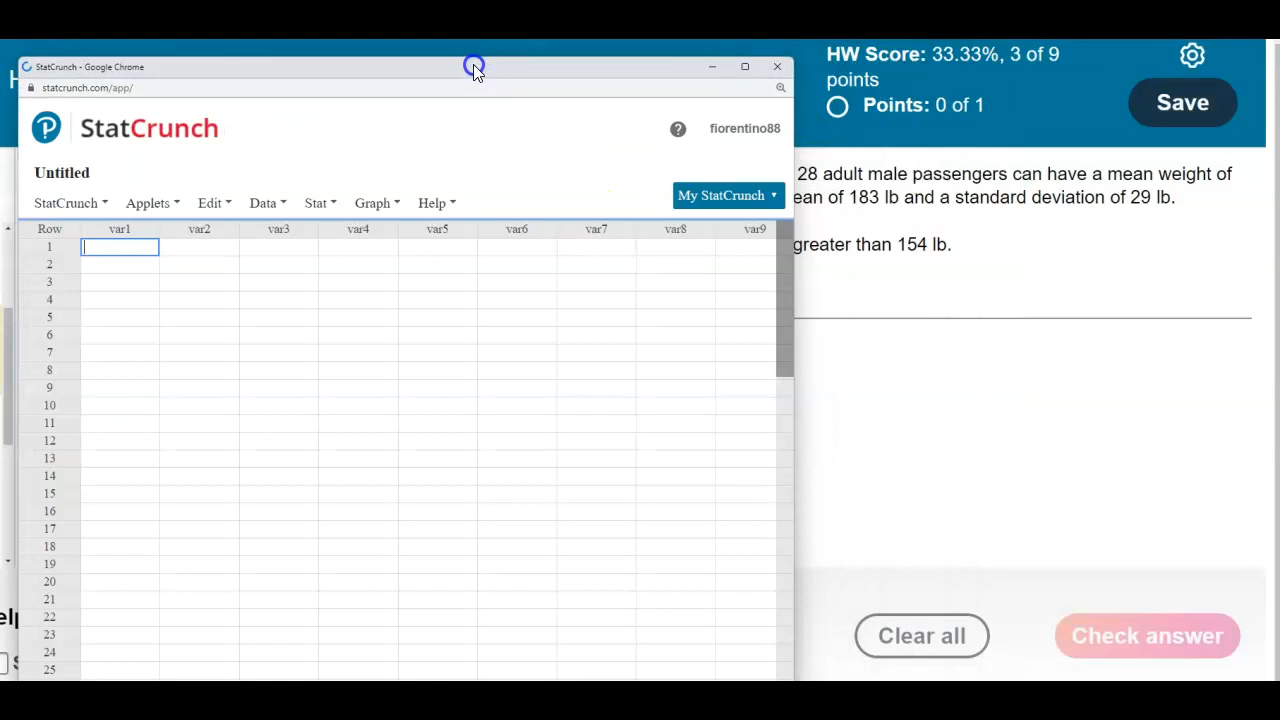 HW Score: 33.33%, 3 of 9
points
Points: 0 of 1
Save
StatCrunch - Google Chrome
statcrunch.com/app/
StatCrunch
fiorentino88
Untitled
My StatCrunch
StatCrunch Applets Edit Data Stat Graph Help
28 adult male passengers can have a mean weight of
ean of 183 lb and a standard deviation of 29 lb.
greater than 154 lb.
Row var1 var2 var3 var4 var5 var6 var7 var8 var9
1
2
3
4
5
6
7
8
9
10
11
12
13
14
15
16
17
18
19
20
21
22
23
24
25
Clear all
Check answer